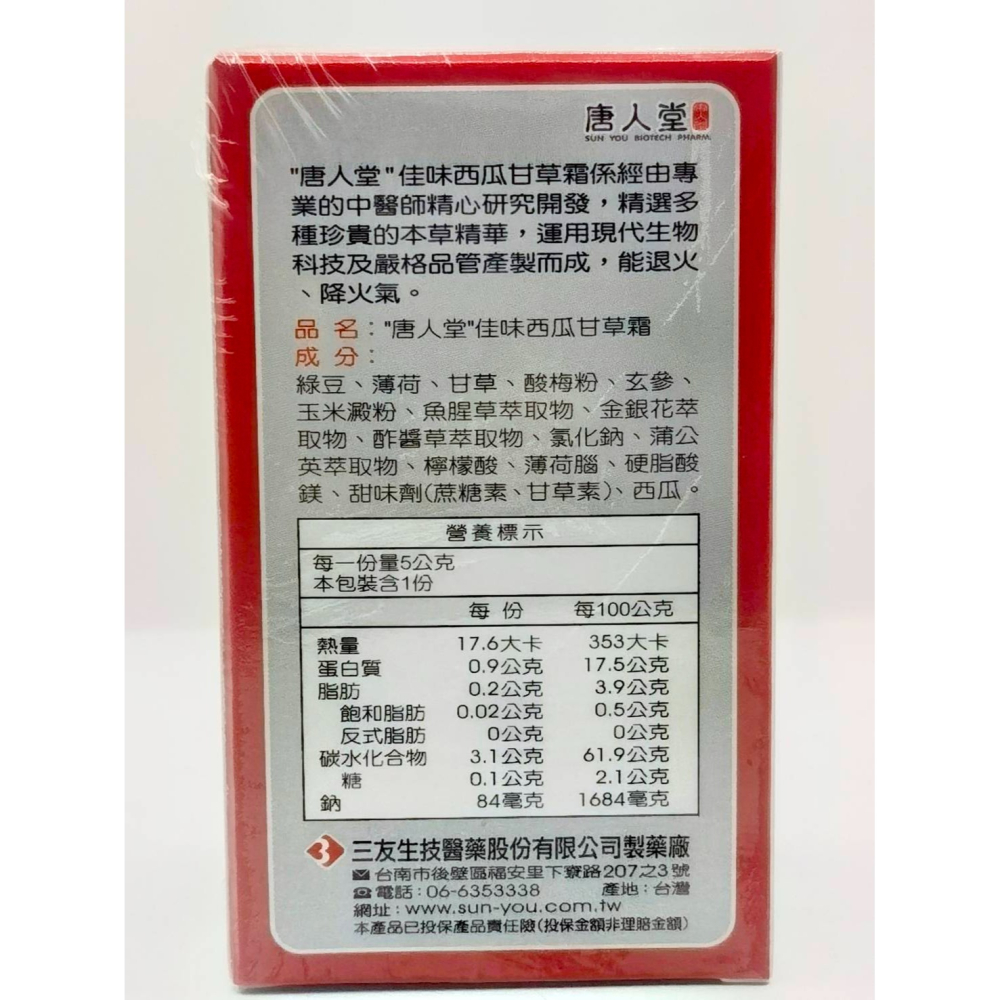 唐人堂
SUN YOU BIOTECH PHARM.
"唐人堂"佳味西瓜甘草霜係經由專
業的中醫師精心研究開發，精選多
種珍貴的本草精華，運用現代生物
科技及嚴格品管產製而成，能退火
、降火氣。
品 名："唐人堂"佳味西瓜甘草霜
成 分：
綠豆、薄荷、甘草、酸梅粉、玄參、
玉米澱粉、魚腥草萃取物、金銀花萃
取物、酢醬草萃取物、氯化鈉、蒲公
英萃取物、檸檬酸、薄荷腦、硬脂酸
鎂、甜味劑(蔗糖素、甘草素)、西瓜。
營養標示
每一份量5公克
本包裝含1份
每 份 每100公克
熱量 17.6大卡 353大卡
蛋白質 0.9公克 17.5公克
脂肪 0.2公克 3.9公克
飽和脂肪 0.02公克 0.5公克
反式脂肪 0公克 0公克
碳水化合物 3.1公克 61.9公克
糖 0.1公克 2.1公克
鈉 84毫克 1684毫克
三友生技醫藥股份有限公司製藥廠
台南市後壁區福安里下寮路207之3號
電話：06-6353338 產地：台灣
網址：www.sun-you.com.tw
本產品已投保產品責任險(投保金額非理賠金額)